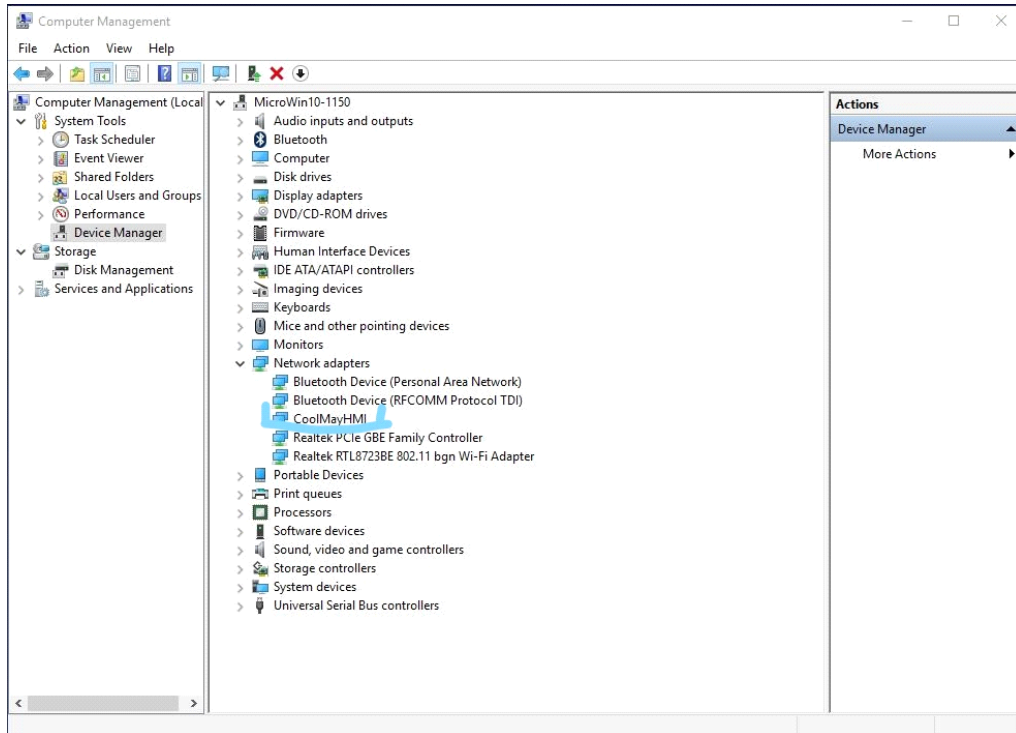 Computer Management
File Action View Help
Computer Management (Local
System Tools
Task Scheduler
Event Viewer
Shared Folders
Local Users and Groups
Performance
Device Manager
Storage
Disk Management
Services and Applications
MicroWin10-1150
Audio inputs and outputs
Bluetooth
Computer
Disk drives
Display adapters
DVD/CD-ROM drives
Firmware
Human Interface Devices
IDE ATA/ATAPI controllers
Imaging devices
Keyboards
Mice and other pointing devices
Monitors
Network adapters
Bluetooth Device (Personal Area Network)
Bluetooth Device (RFCOMM Protocol TDI)
CoolMayHMI
Realtek PCIe GBE Family Controller
Realtek RTL8723BE 802.11 bgn Wi-Fi Adapter
Portable Devices
Print queues
Processors
Software devices
Sound, video and game controllers
Storage controllers
System devices
Universal Serial Bus controllers
Actions
Device Manager
More Actions